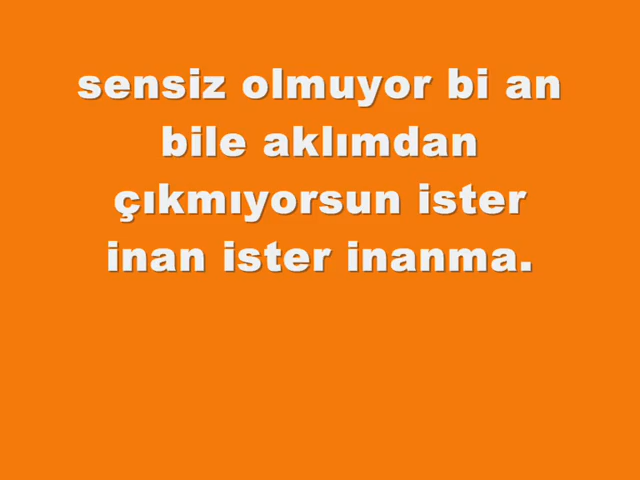 sensiz olmuyor bi an
bile aklımdan
çıkmıyorsun ister
inan ister inanma.